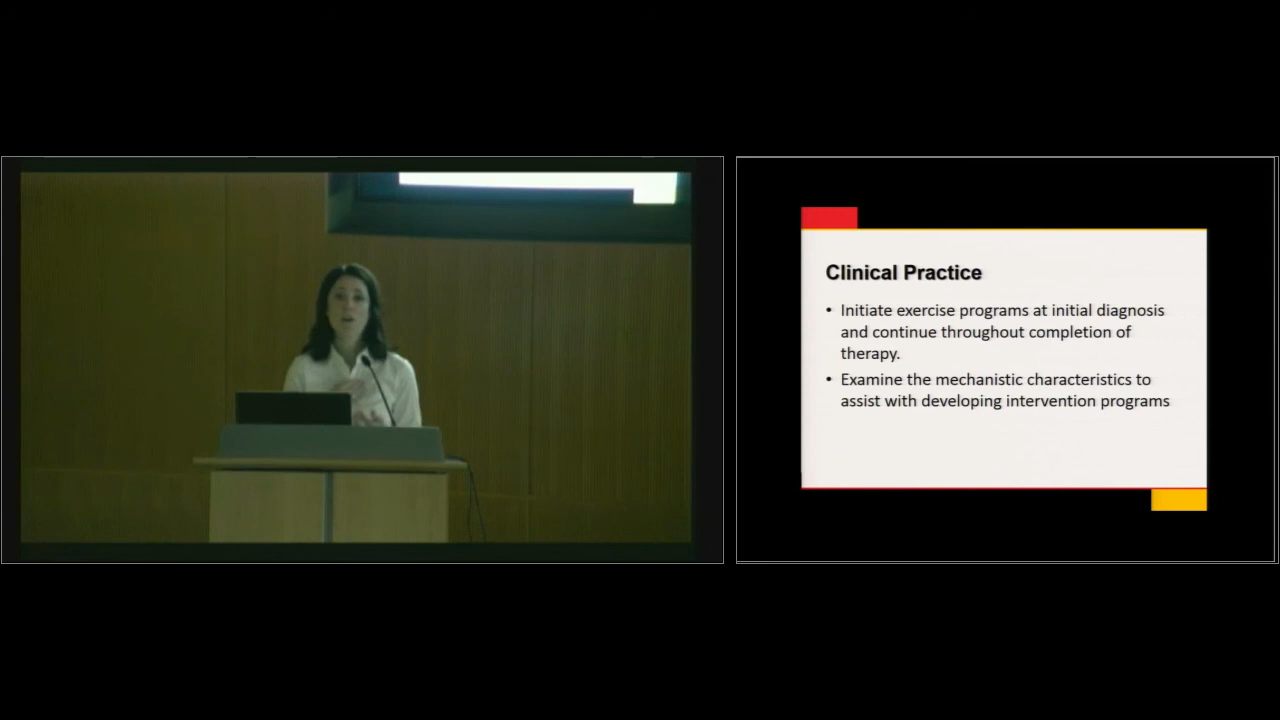 Clinical Practice
• Initiate exercise programs at initial diagnosis
and continue throughout completion of
therapy.
• Examine the mechanistic characteristics to
assist with developing intervention programs